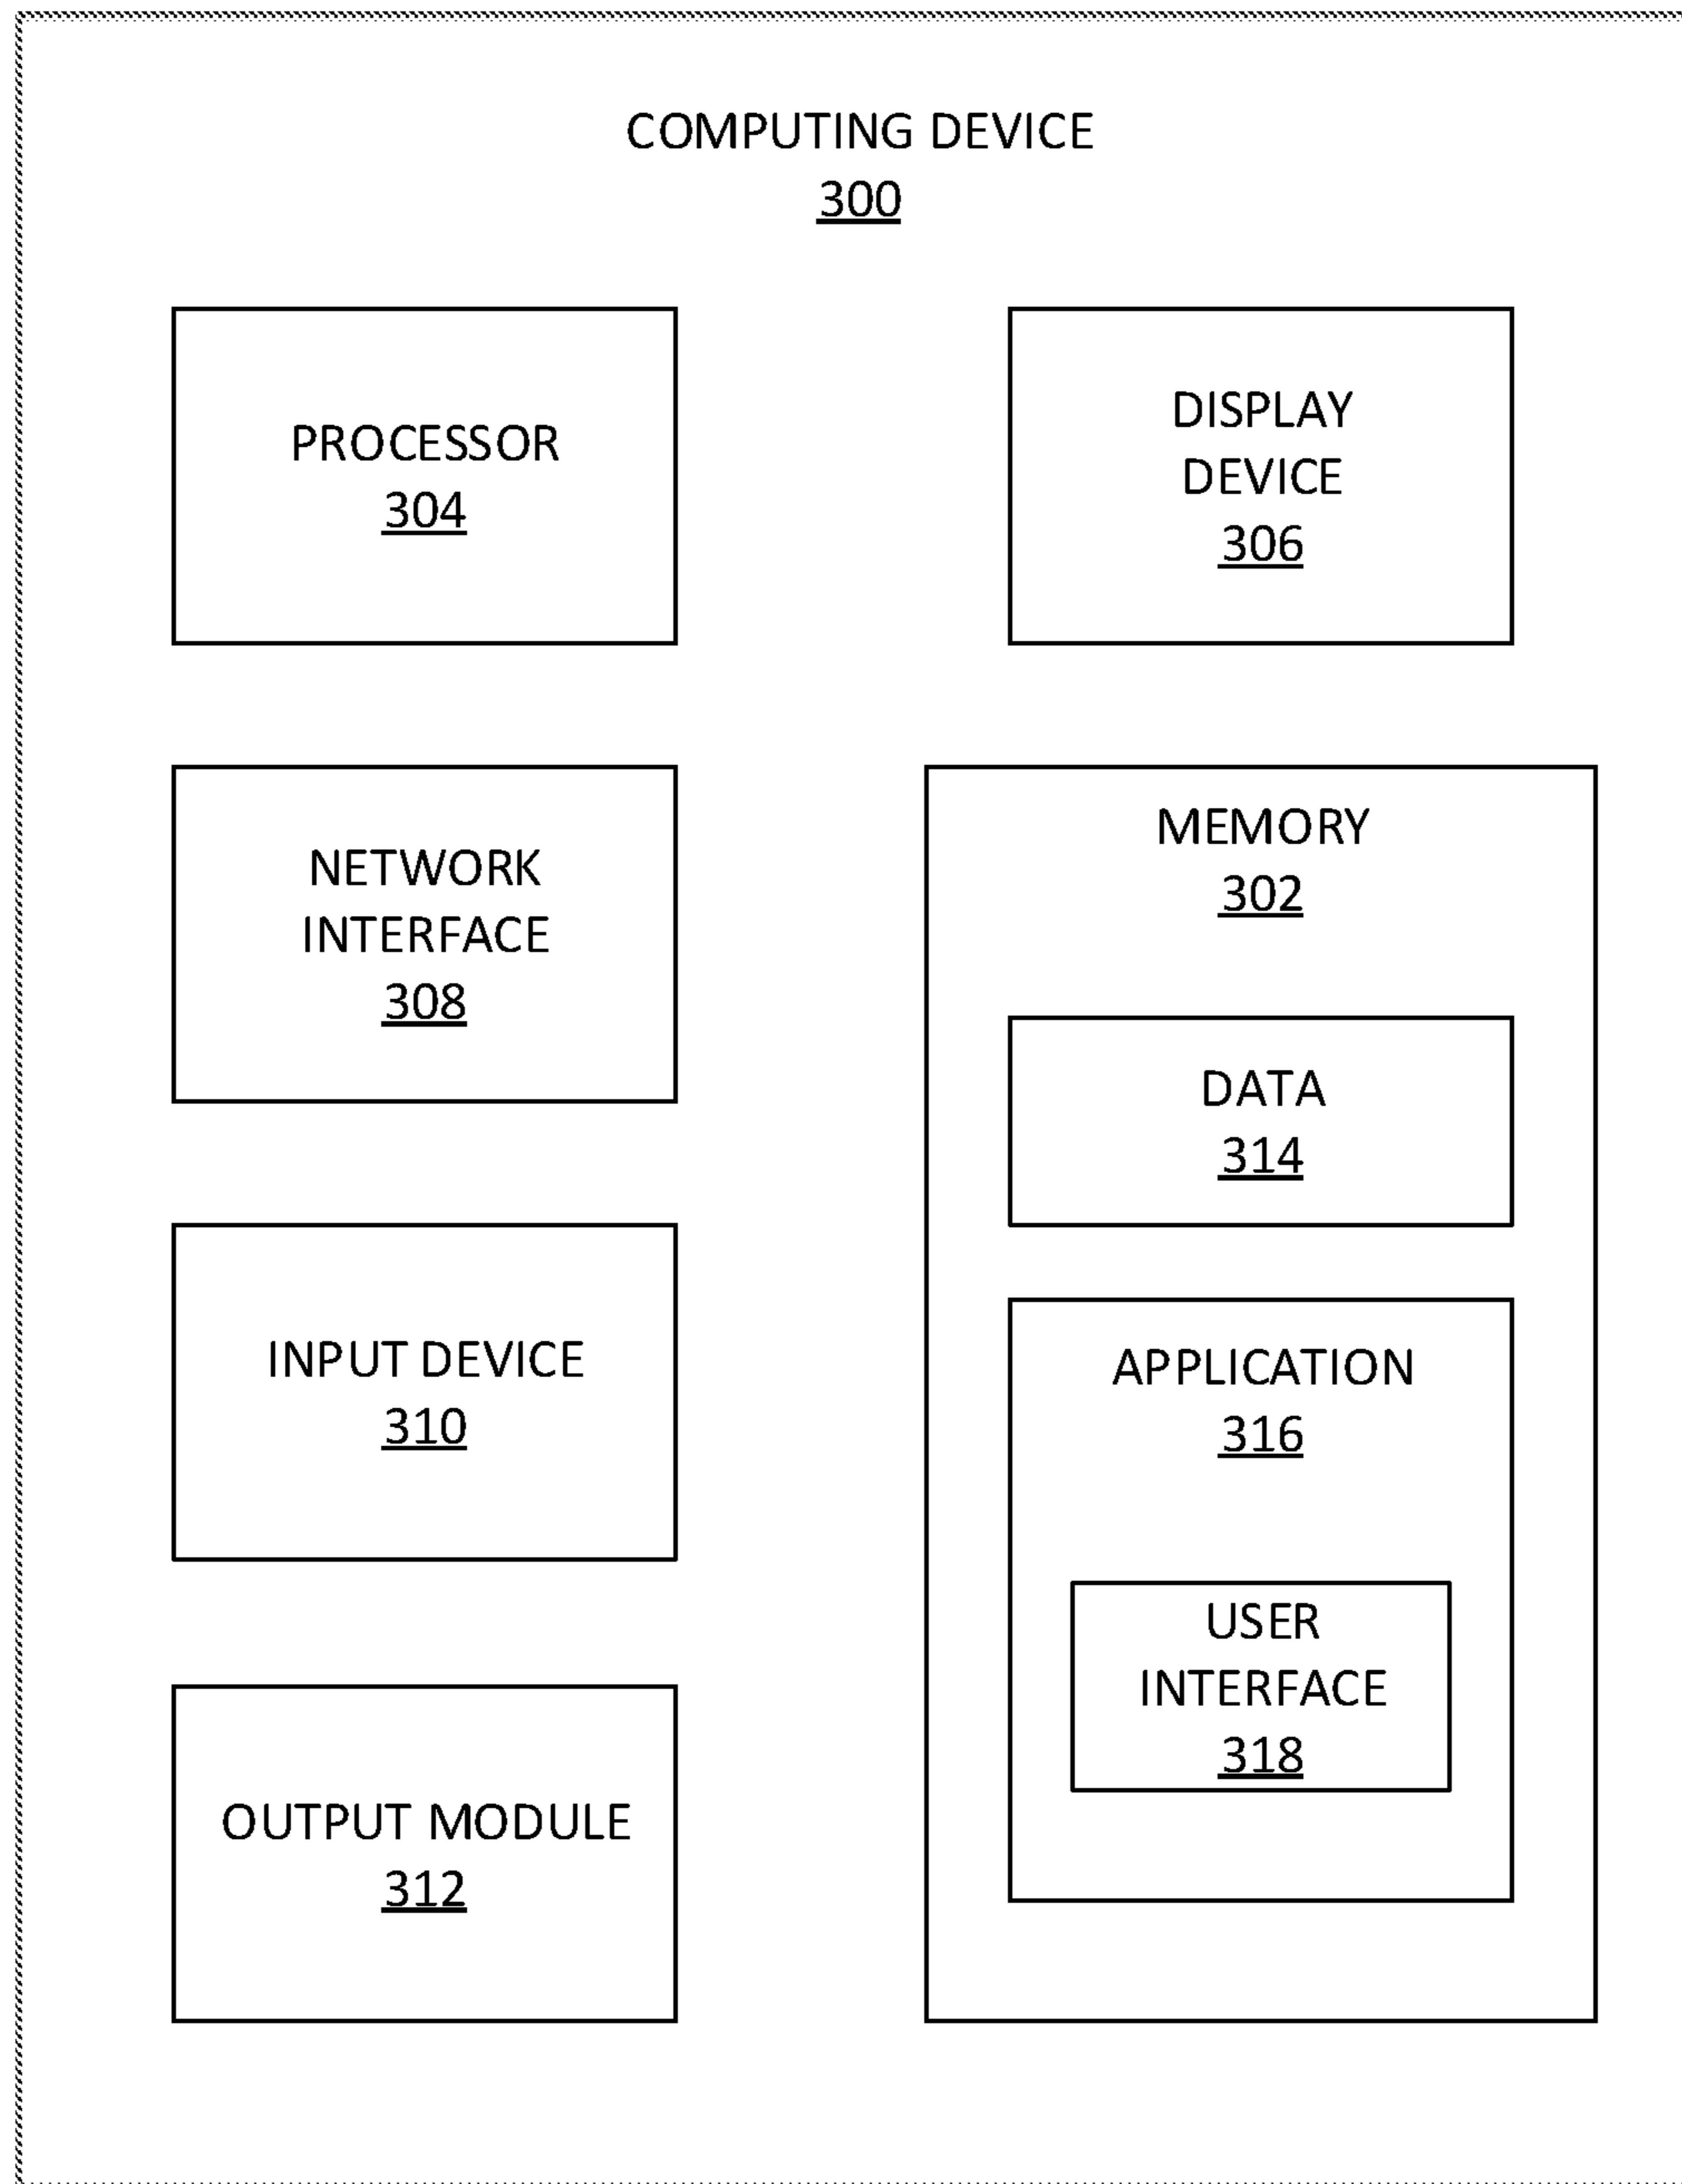 COMPUTING DEVICE
300
PROCESSOR
304
DISPLAY
DEVICE
306
NETWORK
INTERFACE
308
MEMORY
302
DATA
314
INPUT DEVICE
310
APPLICATION
316
USER
INTERFACE
318
OUTPUT MODULE
312